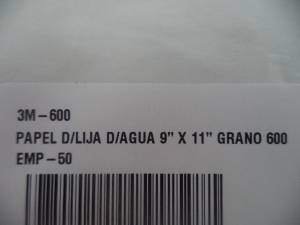 3M-600
PAPEL D/LIJA D/AGUA 9" X 11" GRANO 600
EMP-50